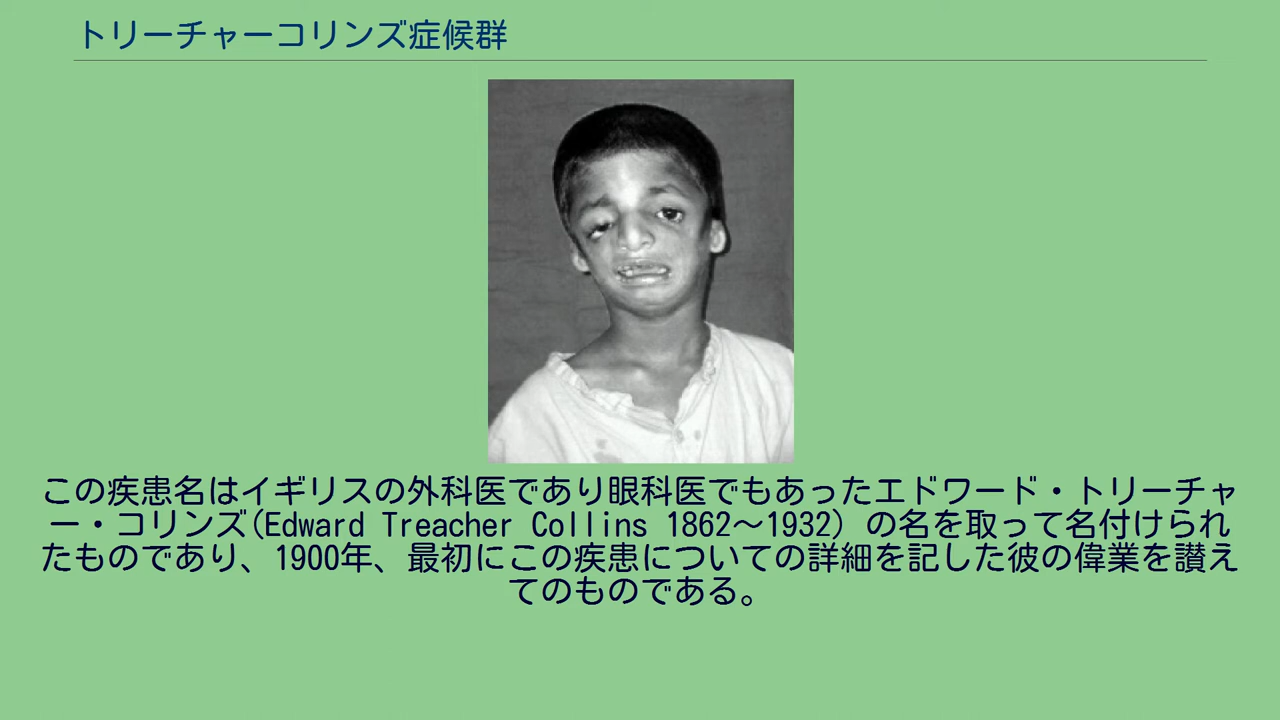 トリーチャーコリンズ症候群
この疾患名はイギリスの外科医であり眼科医でもあったエドワード・トリーチャ
ー・コリンズ(Edward Treacher Collins 1862～1932) の名を取って名付けられ
たものであり、1900年、最初にこの疾患についての詳細を記した彼の偉業を讃え
てのものである。